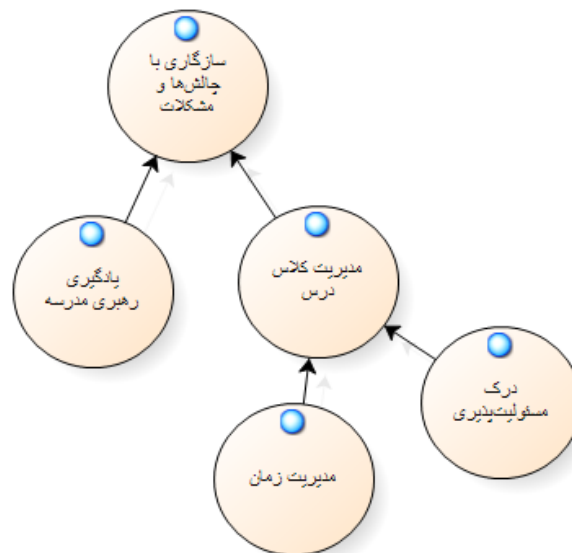 سازگاری با
چالش‌ها و
مشکلات
یادگیری
رهبری مدرسه
مدیریت کلاس
درس
درک
مسئولیت‌پذیری
مدیریت زمان